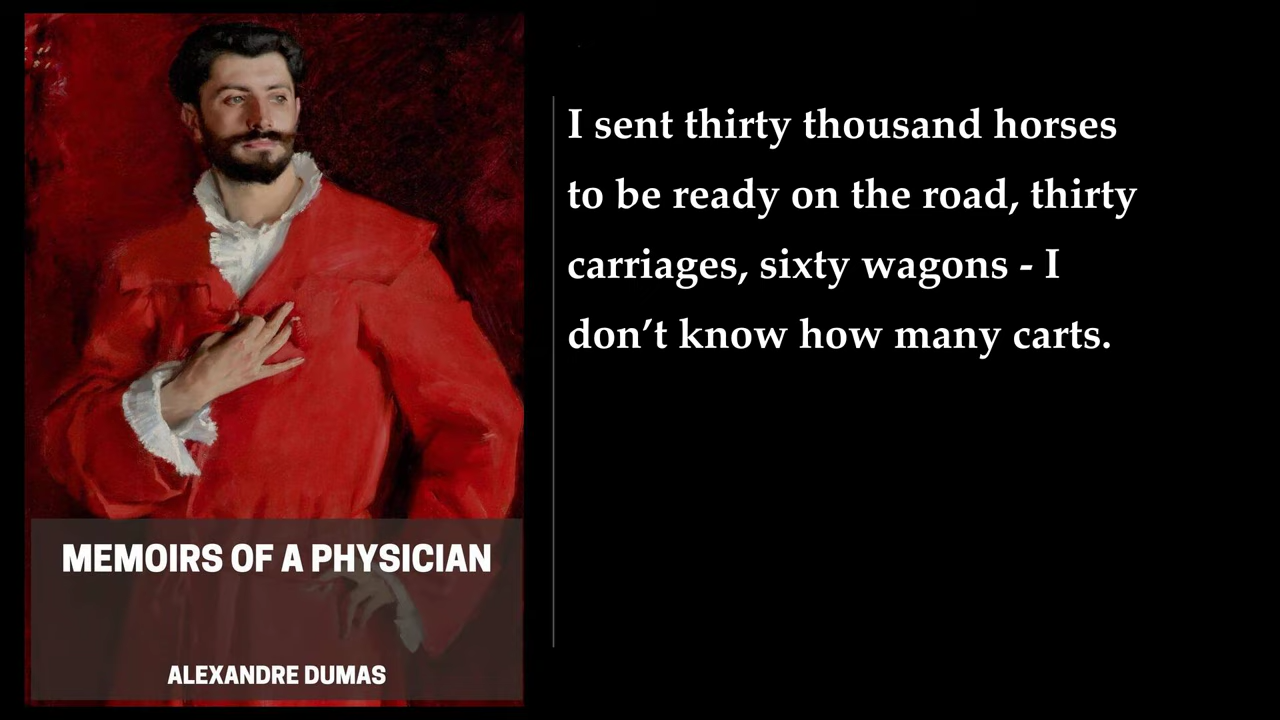 I sent thirty thousand horses
to be ready on the road, thirty
carriages, sixty wagons - I
don’t know how many carts.
MEMOIRS OF A PHYSICIAN
ALEXANDRE DUMAS